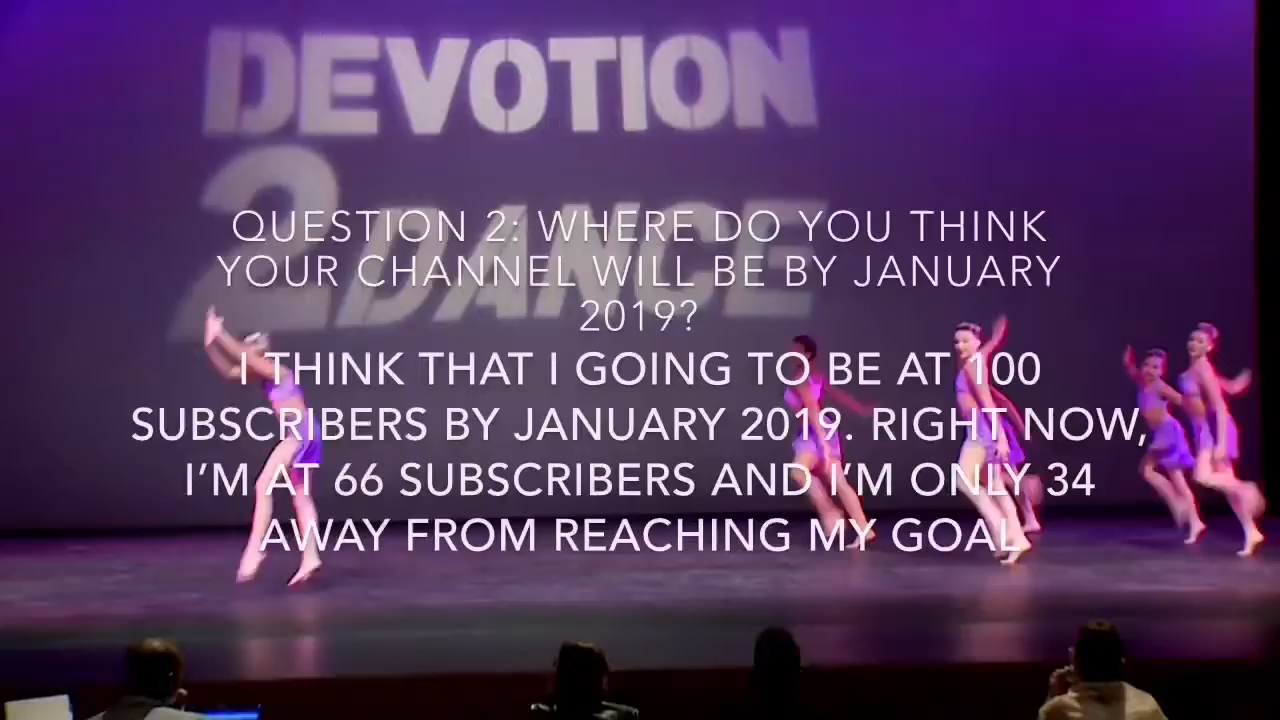 DEVOTION
2 DANCE
QUESTION 2: WHERE DO YOU THINK
YOUR CHANNEL WILL BE BY JANUARY
2019?
I THINK THAT I GOING TO BE AT 100
SUBSCRIBERS BY JANUARY 2019. RIGHT NOW,
I’M AT 66 SUBSCRIBERS AND I’M ONLY 34
AWAY FROM REACHING MY GOAL